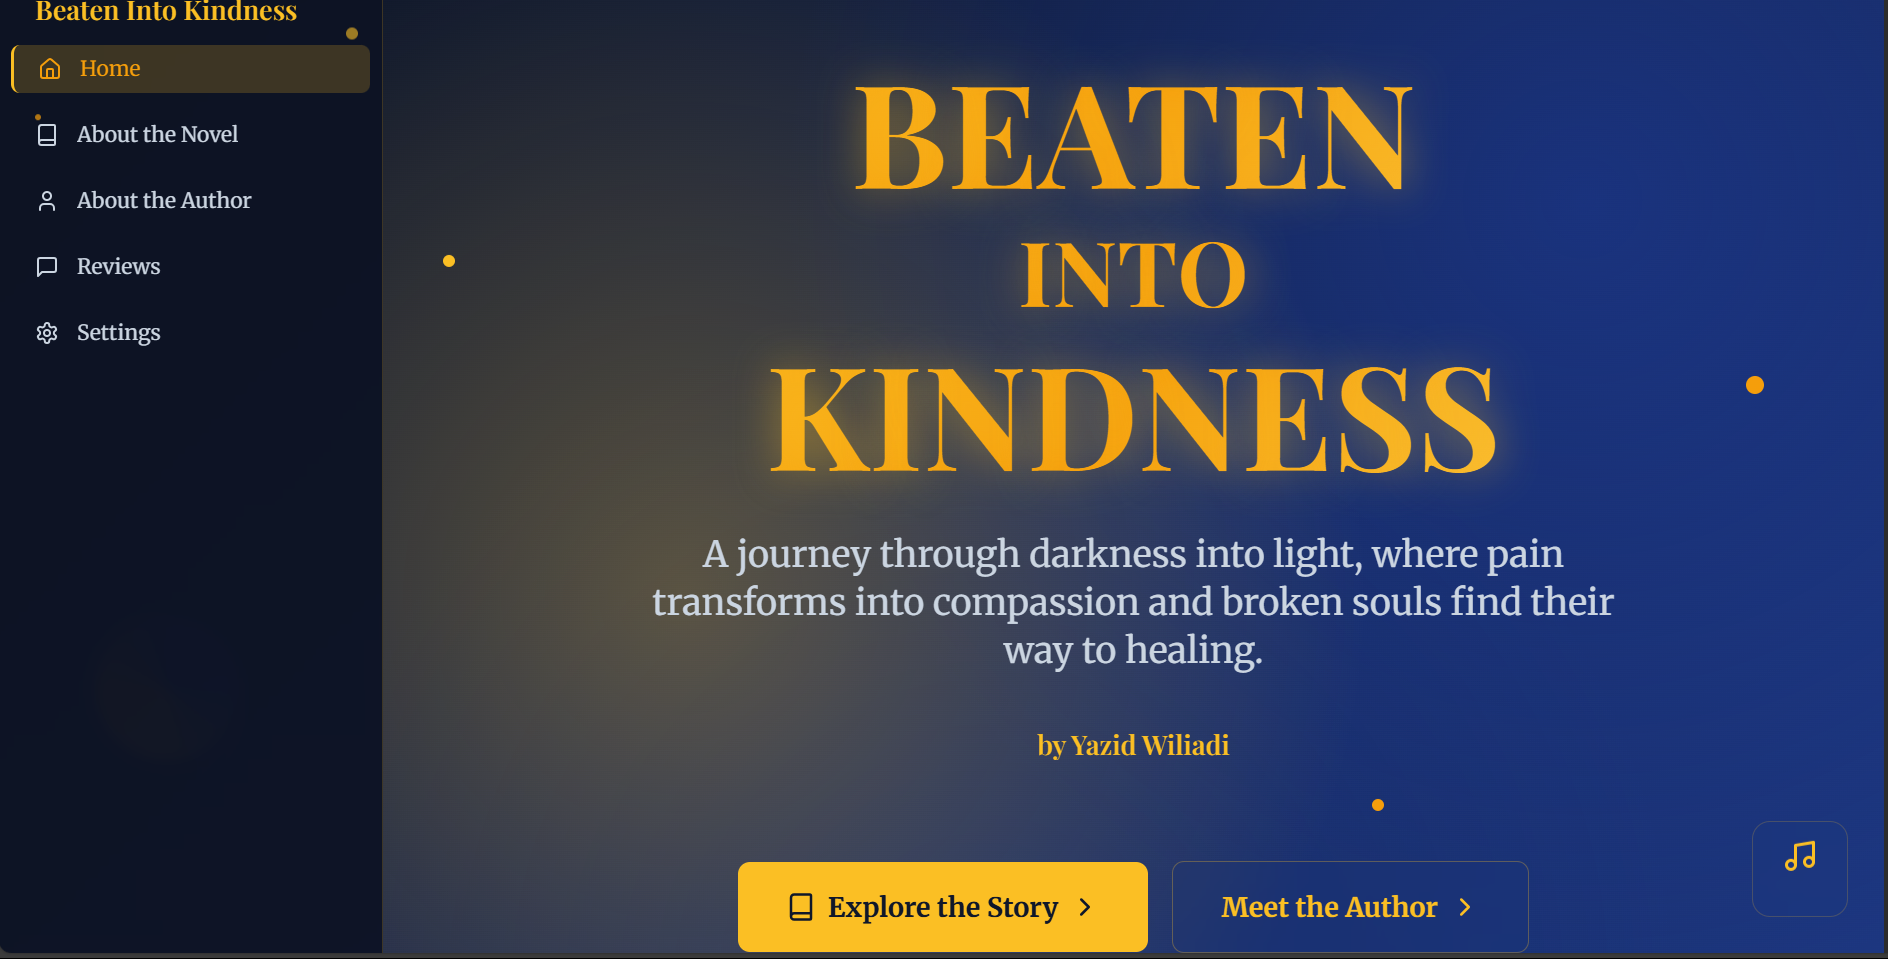 Beaten Into Kindness
Home
About the Novel
About the Author
Reviews
Settings
BEATEN
INTO
KINDNESS
A journey through darkness into light, where pain
transforms into compassion and broken souls find their
way to healing.
by Yazid Wiliadi
Explore the Story
Meet the Author